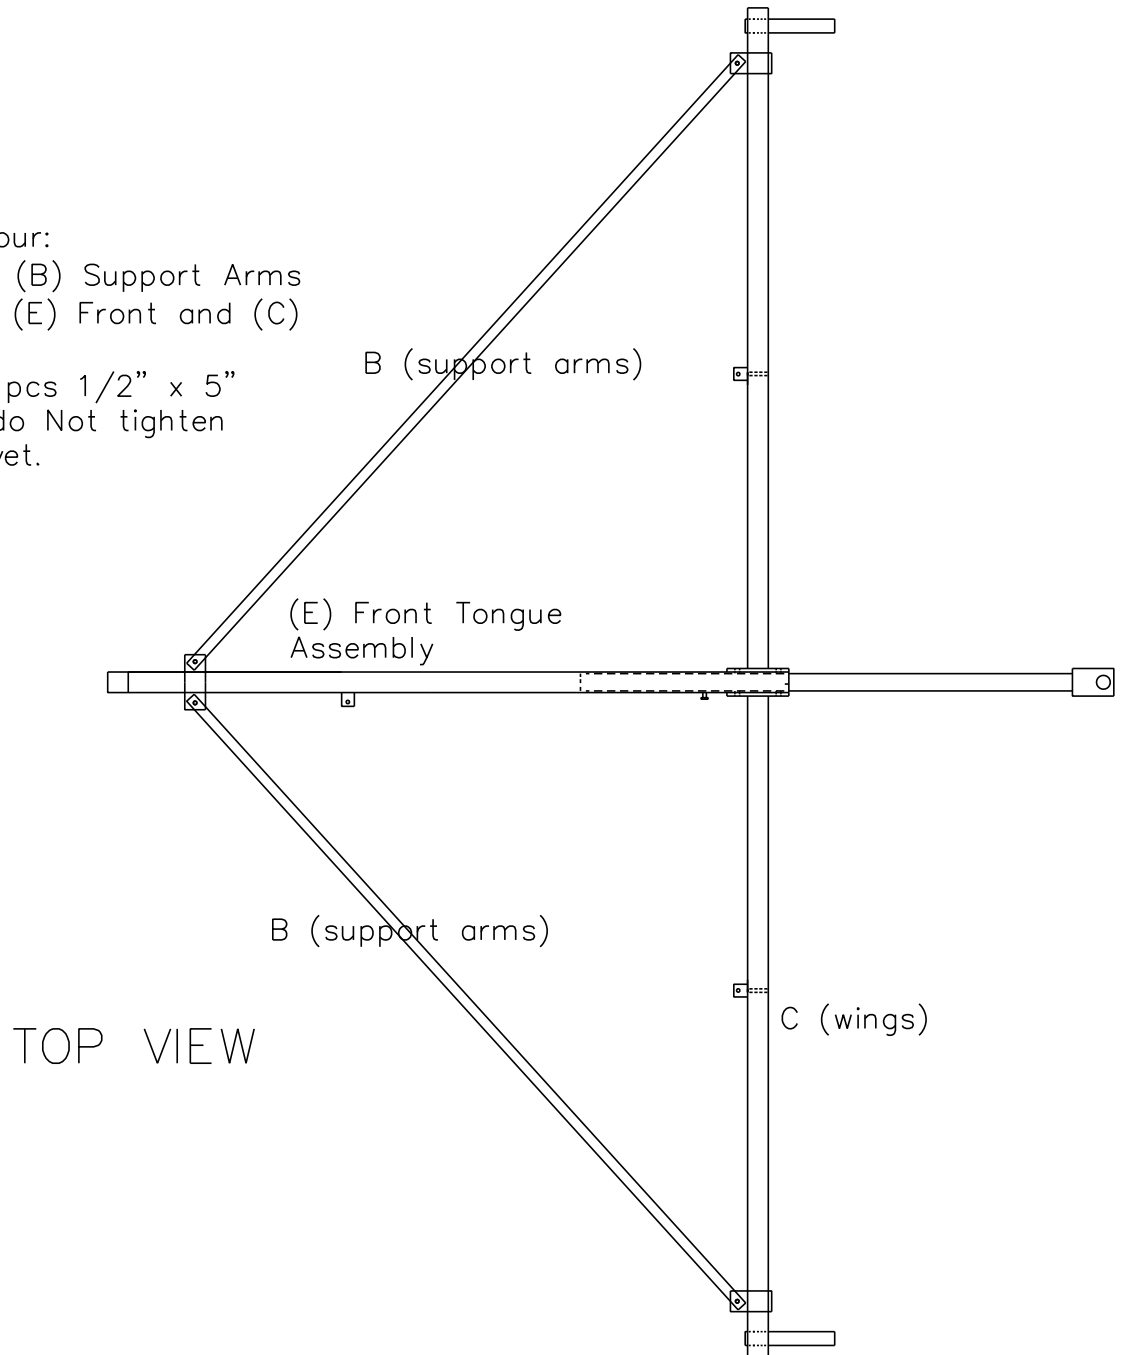 our:
(B) Support Arms
(E) Front and (C)
B (support arms)
pcs 1/2” x 5”
do Not tighten
yet.
(E) Front Tongue
Assembly
B (support arms)
C (wings)
TOP VIEW